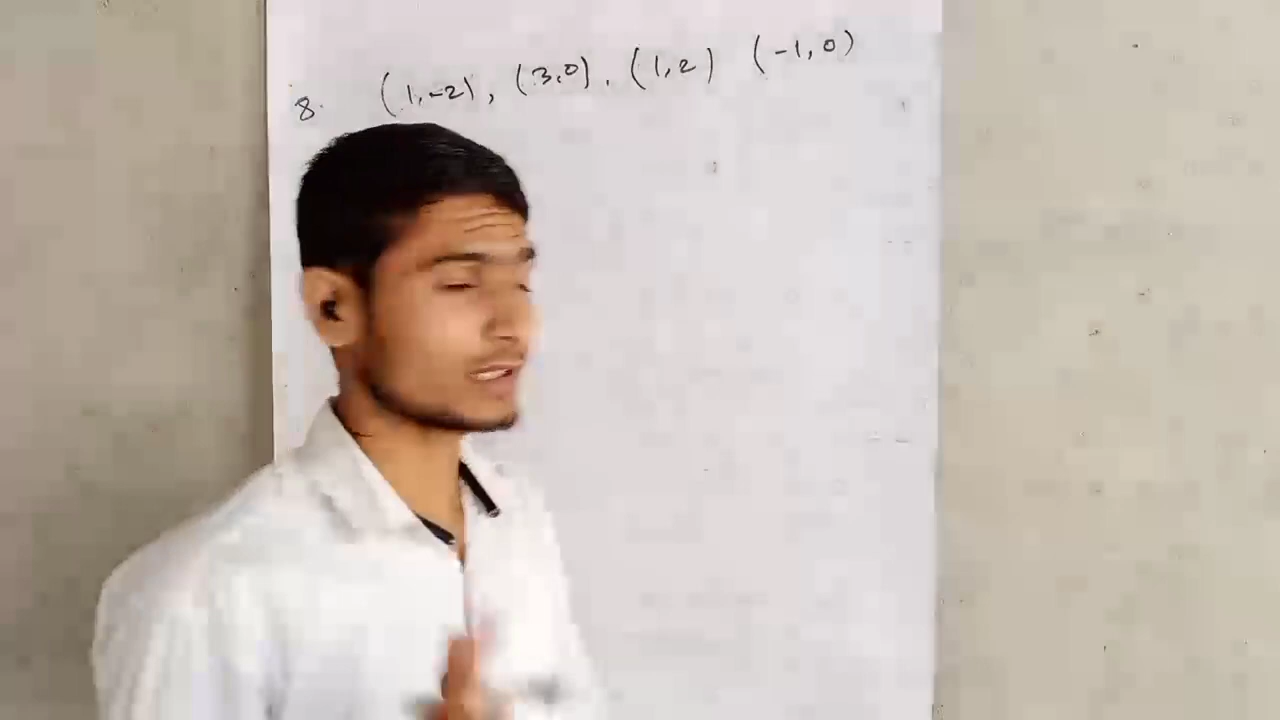 8. (1,-2), (3,0), (1,2) (-1,0)